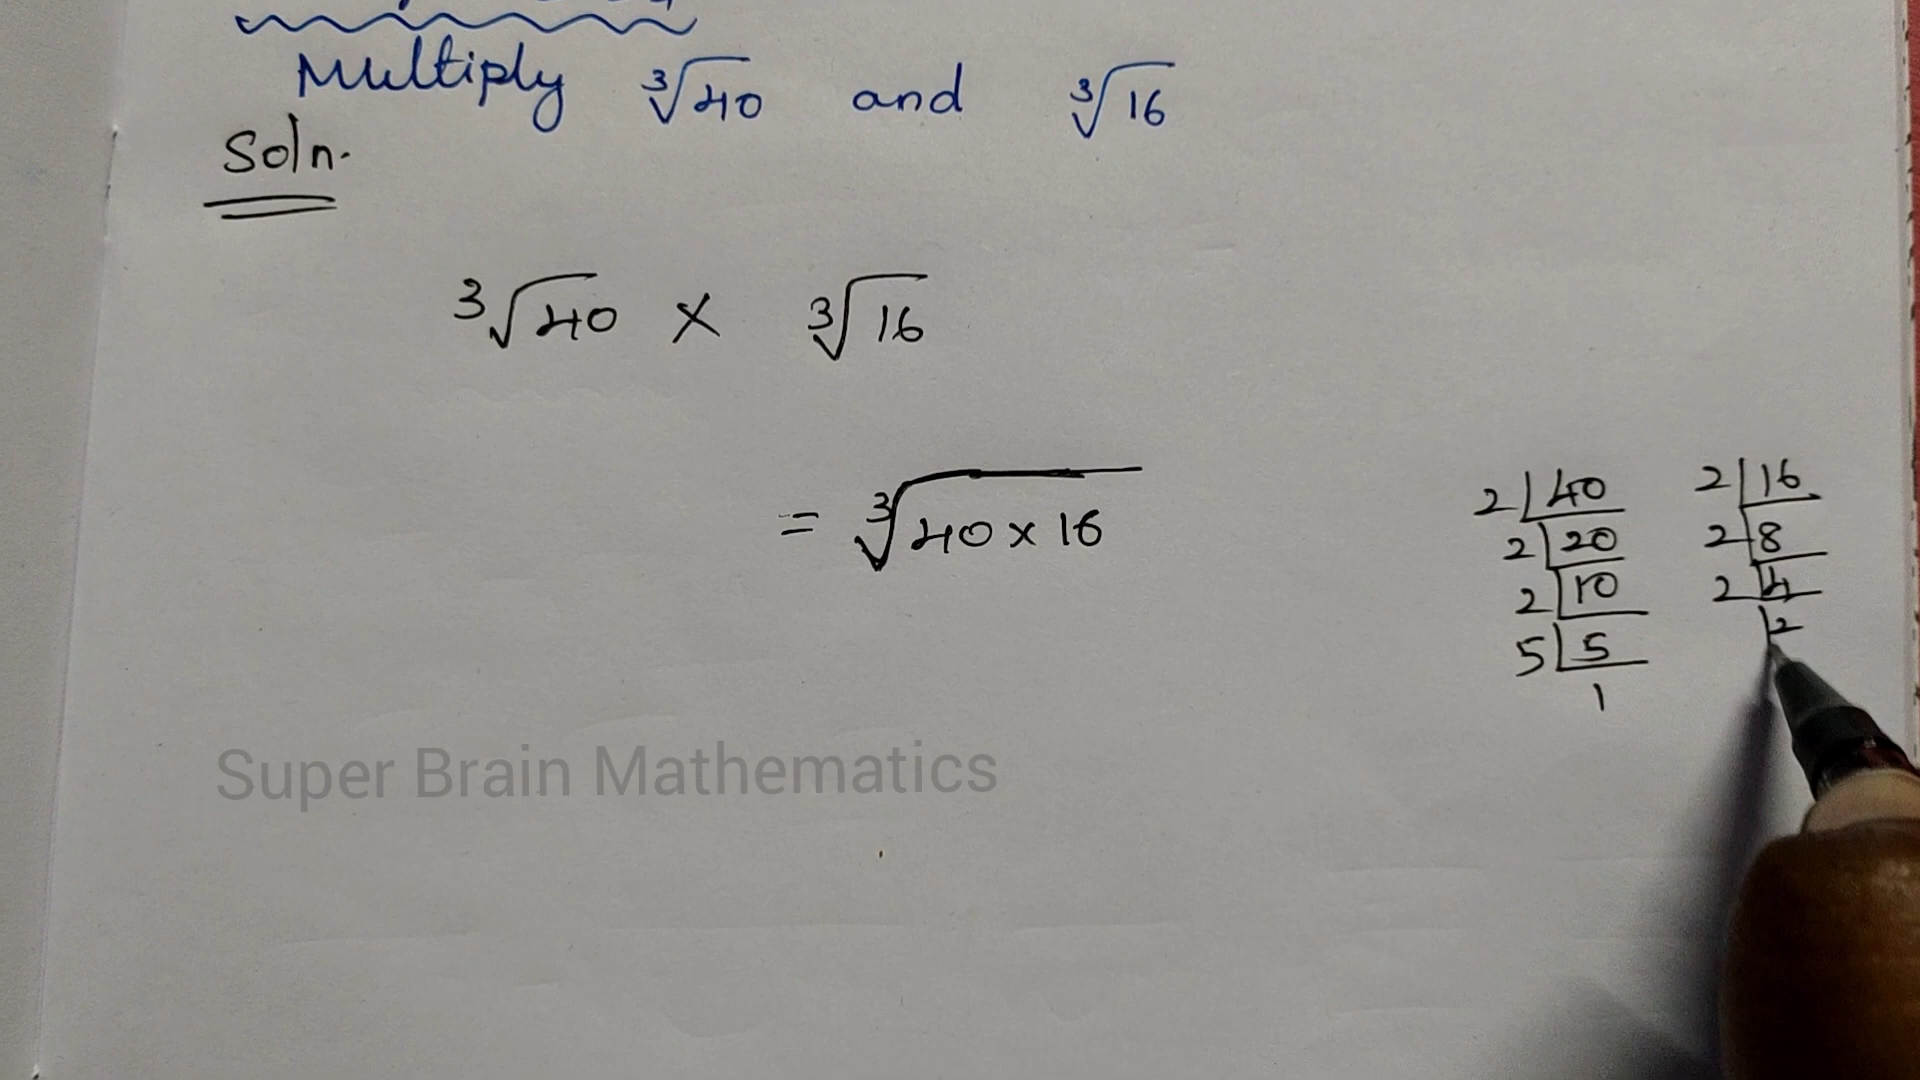 Multiply ∛40 and ∛16
Soln.
∛40 × ∛16
= ∛40 × 16
2 40
2 20
2 10
5 5
1
2 16
2 8
2 4
2
Super Brain Mathematics